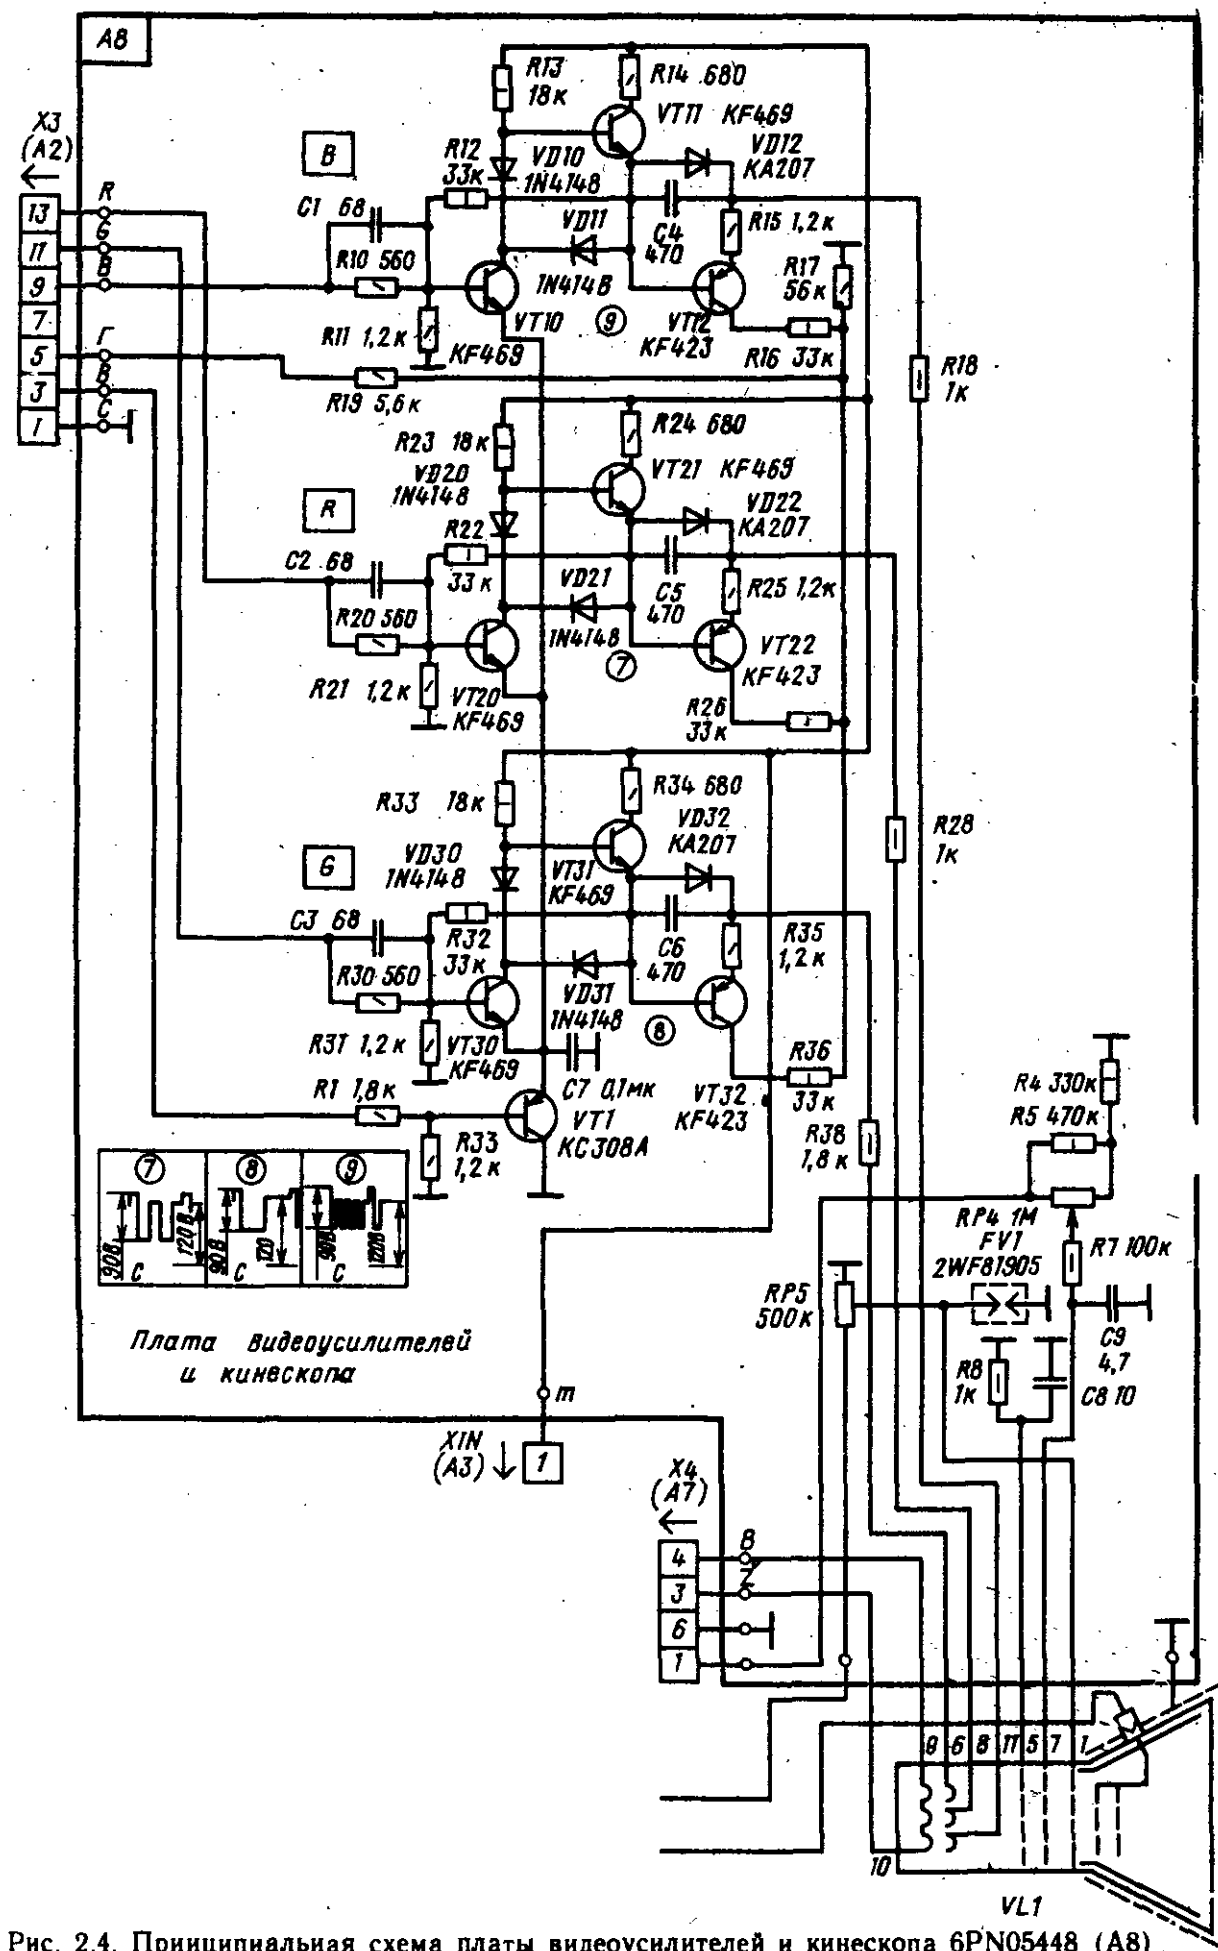 A8
X3
(A2)
R13
18к
R14 680
VT11 KF469
VD12
KA207
B
R12
33к
VD10
1N4148
C1 68
VD11
1N4148
C4
470
R15 1,2к
R10 560
VT10
KF469
9
VT12
KF423
R17
56к
R16 33к
R11 1,2к
R18
1к
R19 5,6к
13
11
9
7
5
3
1
R
G
B
Г
В
С
R23 18к
R24 680
VD20
1N4148
VT21 KF469
VD22
KA207
R
R22
33к
C2 68
VD21
1N4148
C5
470
R25 1,2к
R20 560
7
VT22
KF423
R21 1,2к
VT20
KF469
R26
33к
R33 18к
R34 680
VD32
KA207
R28
1к
G
VD30
1N4148
VT31
KF469
C3 68
R32
33к
C6
470
R35
1,2к
R30 560
VD31
1N4148
8
R31 1,2к
VT30
KF469
C7 0,1мк
R36
33к
VT32
KF423
R1 1,8к
VT1
KC308A
R33
1,2к
R38
1,8к
R4 330к
R5 470к
7 8 9
90В 120В
90В 120
90В 120В
С С С
RP4 1М
FV1
2WF81905
R7 100к
RP5
500к
C9
4,7
R8
1к
C8 10
Плата видеоусилителей
и кинескопа
m
X1N
(A3)
1
X4
(A7)
4
3
6
1
B
Z
9 6 8 11 5 7 1
10
VL1
Рис. 2.4. Принципиальная схема платы видеоусилителей и кинескопа 6PN05448 (A8)